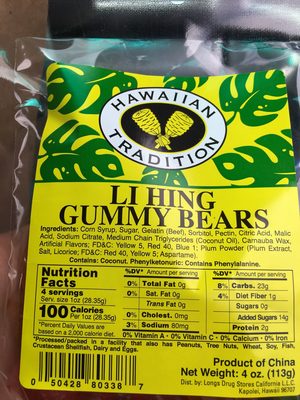 HAWAIIAN
TRADITION
LI HING
GUMMY BEARS
Ingredients: Corn Syrup, Sugar, Gelatin (Beef), Sorbitol, Pectin, Citric Acid, Malic
Acid, Sodium Citrate, Medium Chain Triglycerides (Coconut Oil), Carnauba Wax,
Artificial Flavors; FD&C: Yellow 5, Red 40, Blue 1; Plum Powder (Plum Extract,
Salt, Licorice; FD&C: Red 40, Yellow 5; Aspartame).
Contains: Coconut. Phenylketonuric: Contains Phenylalanine.
Nutrition
Facts
4 servings
Serv. size 1oz (28.35g)
100 Calories
Per 1oz (28.35g)
*Percent Daily Values are
based on a 2,000 calorie diet.
%DV* Amount per 0g
0% Total Fat 0g
0% Sat. Fat 0g
Trans Fat 0g
0% Cholest. 0mg
3% Sodium 80mg
%DV* Amount per 0g
8% Carbs. 23g
4% Diet Fiber 1g
Sugars 0g
Added Sugars 14g
Protein 2g
0% Vitamin A · 0% Vitamin C · 0% Calcium · 0% Iron
*Processed/packed in a facility that also has Peanuts, Tree Nuts, Wheat, Soy, Fish,
Crustacean Shellfish, Dairy and Eggs.
0 50428 80338 7
Product of China
Net Weight: 4 oz. (113g)
Dist. by: Longs Drug Stores California L.L.C.
Kapolei, Hawaii 96707